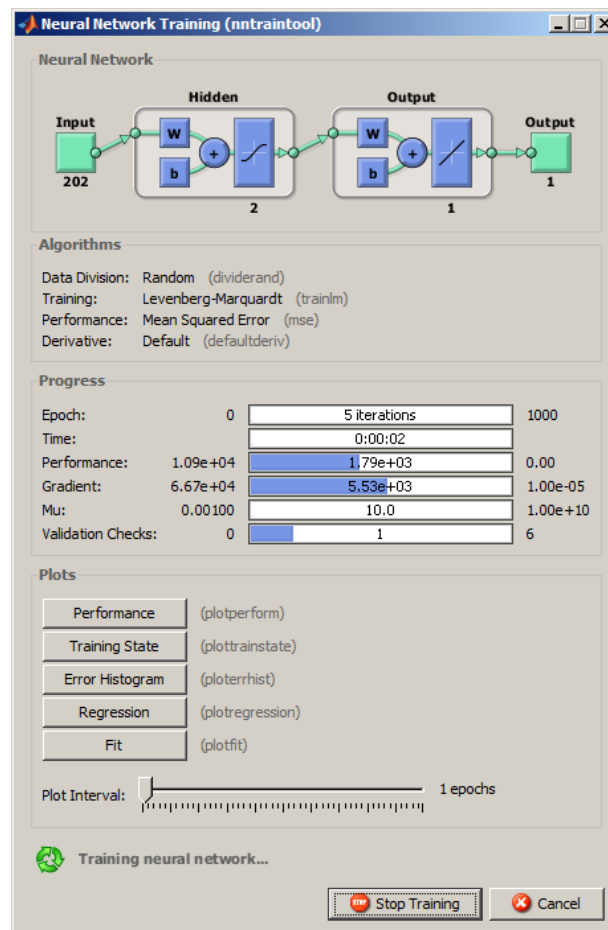 Neural Network Training (nntraintool)
Neural Network
Hidden Output
Input Output
W W
b b
202 1
2 1
Algorithms
Data Division: Random (dividerand)
Training: Levenberg-Marquardt (trainlm)
Performance: Mean Squared Error (mse)
Derivative: Default (defaultderiv)
Progress
Epoch: 0 5 iterations 1000
Time: 0:00:02
Performance: 1.09e+04 1.79e+03 0.00
Gradient: 6.67e+04 5.53e+03 1.00e-05
Mu: 0.00100 10.0 1.00e+10
Validation Checks: 0 1 6
Plots
Performance (plotperform)
Training State (plottrainstate)
Error Histogram (ploterrhist)
Regression (plotregression)
Fit (plotfit)
Plot Interval: 1 epochs
Training neural network...
STOP Stop Training Cancel